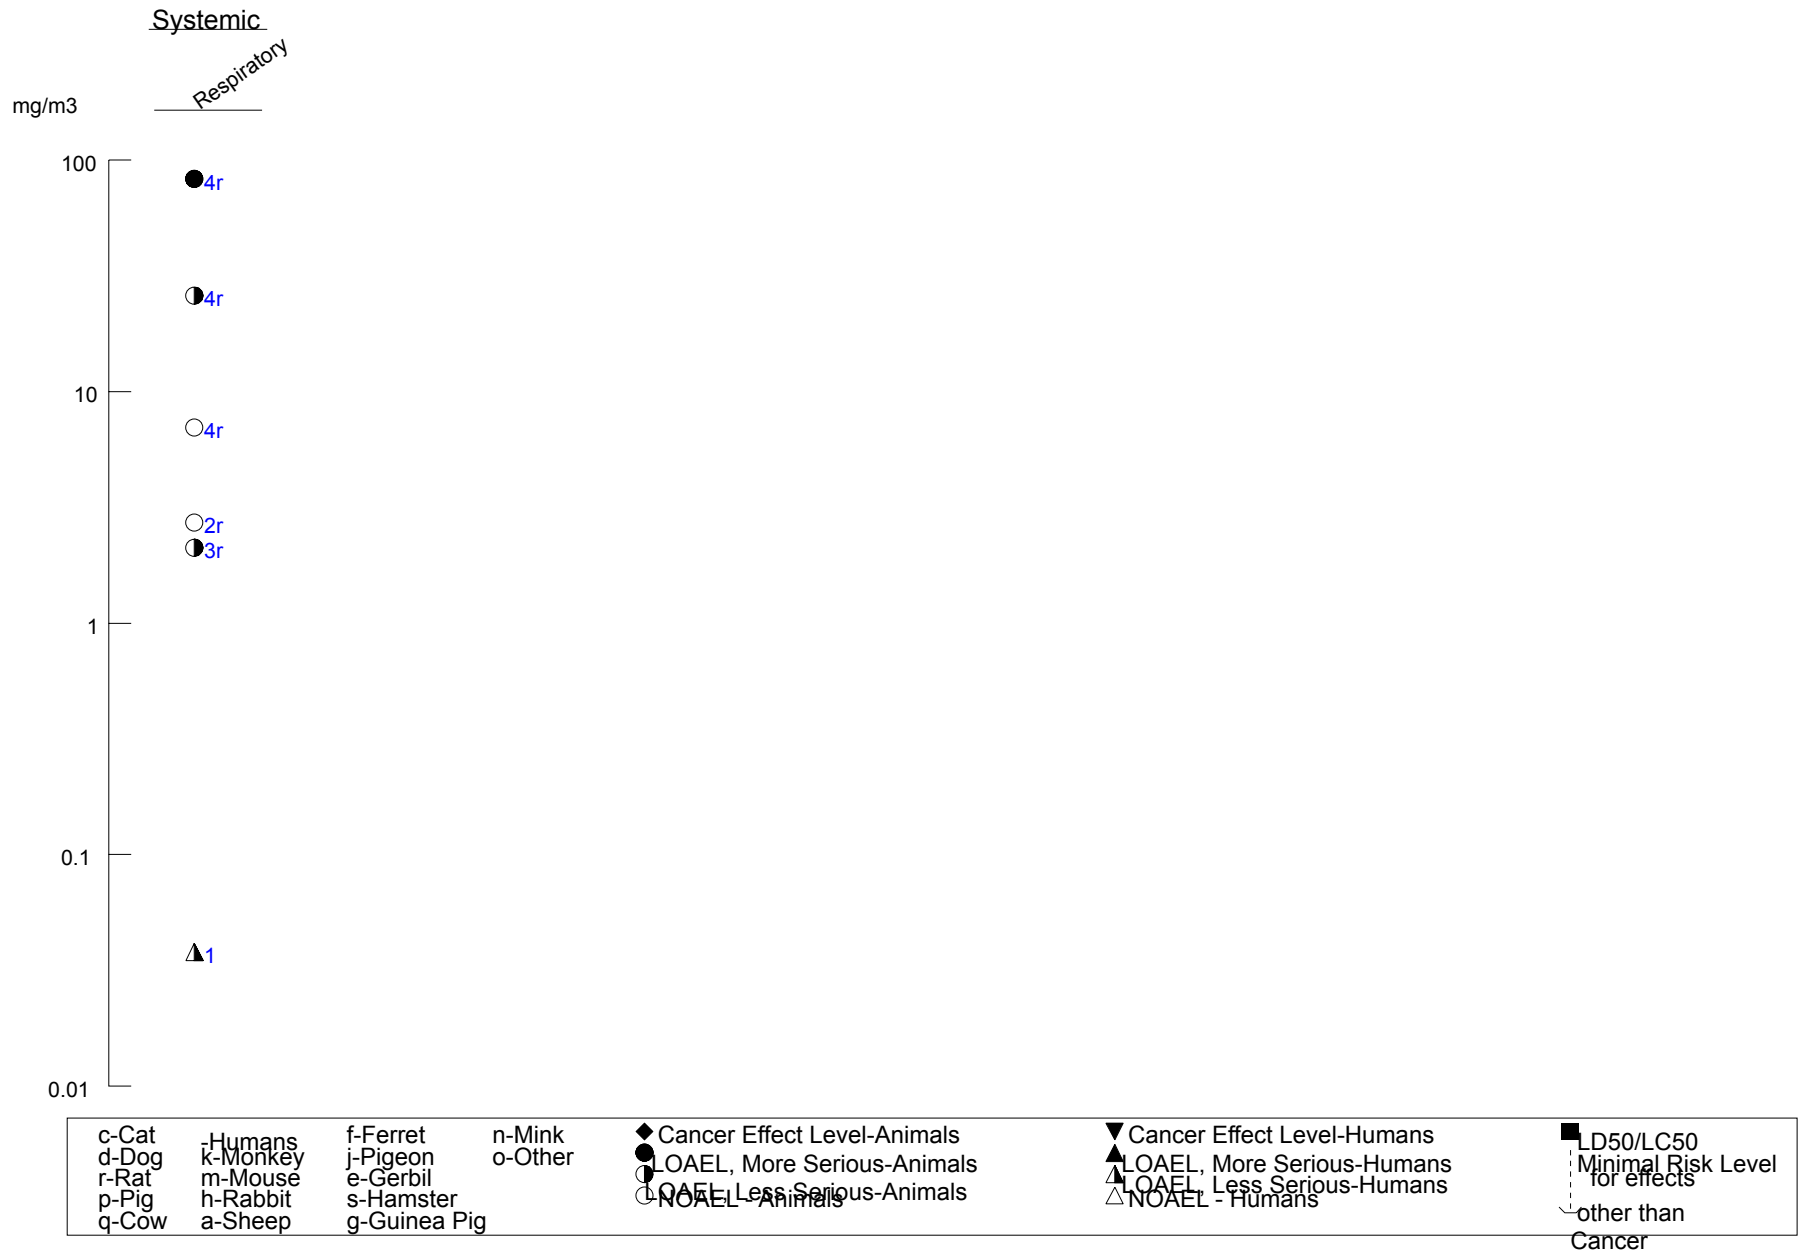 Systemic
Respiratory
mg/m3
100
4r
4r
10
4r
2r
3r
1
0.1
1
0.01
c-Cat
d-Dog
r-Rat
p-Pig
q-Cow
-Humans
k-Monkey
m-Mouse
h-Rabbit
a-Sheep
f-Ferret
j-Pigeon
e-Gerbil
s-Hamster
g-Guinea Pig
n-Mink
o-Other
Cancer Effect Level-Animals
LOAEL, More Serious-Animals
LOAEL, Less Serious-Animals
NOAEL - Animals
Cancer Effect Level-Humans
LOAEL, More Serious-Humans
LOAEL, Less Serious-Humans
NOAEL - Humans
LD50/LC50
Minimal Risk Level
for effects
other than
Cancer